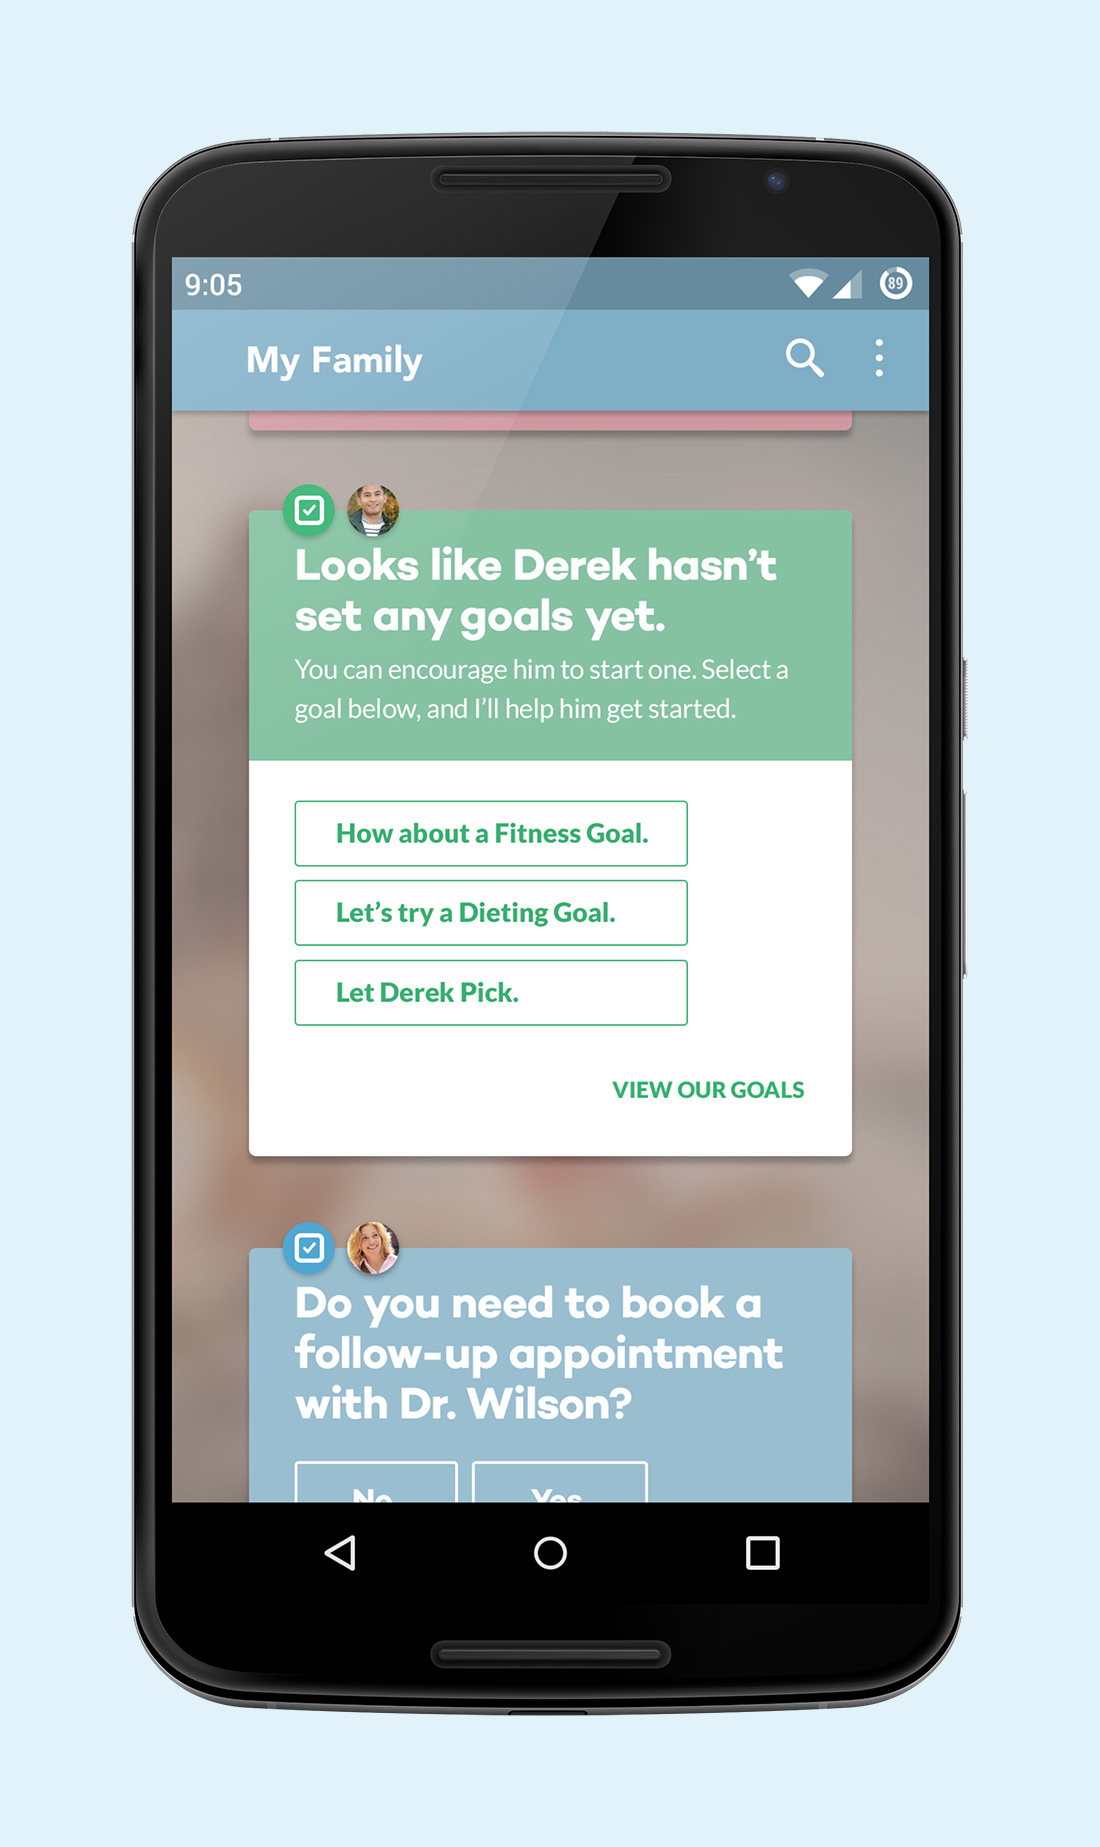 9:05
89
My Family
Looks like Derek hasn't
set any goals yet.
You can encourage him to start one. Select a
goal below, and I'll help him get started.
How about a Fitness Goal.
Let's try a Dieting Goal.
Let Derek Pick.
VIEW OUR GOALS
Do you need to book a
follow-up appointment
with Dr. Wilson?
No Yes